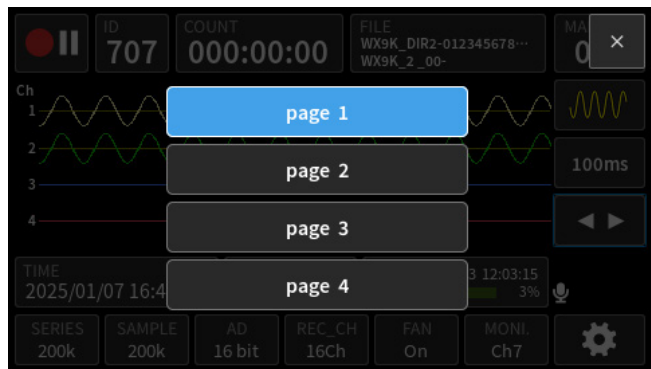 ID
707
COUNT
000:00:00
FILE
WX9K_DIR2-012345678…
WX9K_2 _00-
MA
0
×
Ch
1
2
3
4
100ms
page 1
page 2
page 3
page 4
TIME
2025/01/07 16:4
3 12:03:15
3%
SERIES
200k
SAMPLE
200k
AD
16 bit
REC_CH
16Ch
FAN
On
MONI.
Ch7